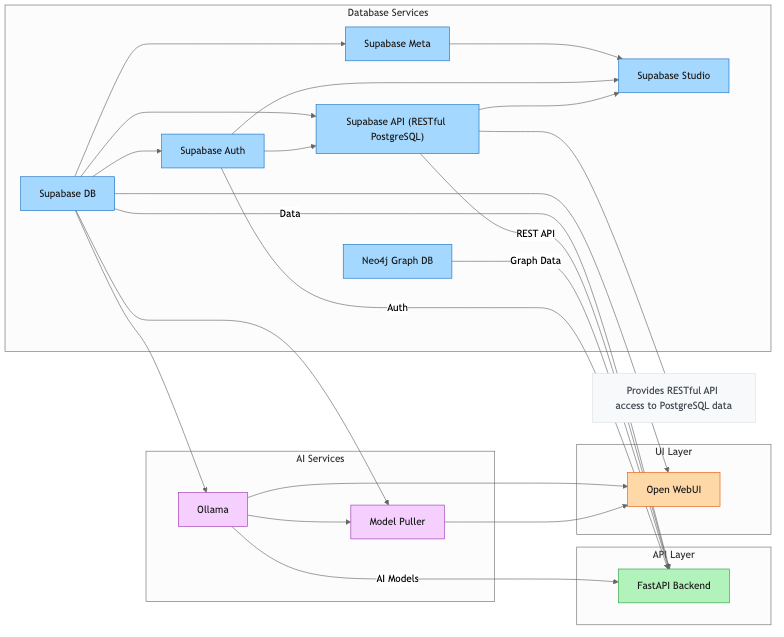 Database Services
Supabase Meta
Supabase Studio
Supabase API (RESTful
PostgreSQL)
Supabase Auth
Supabase DB
Data
REST API
Neo4j Graph DB
Graph Data
Auth
Provides RESTful API
access to PostgreSQL data
AI Services
UI Layer
Ollama
Open WebUI
Model Puller
API Layer
AI Models
FastAPI Backend